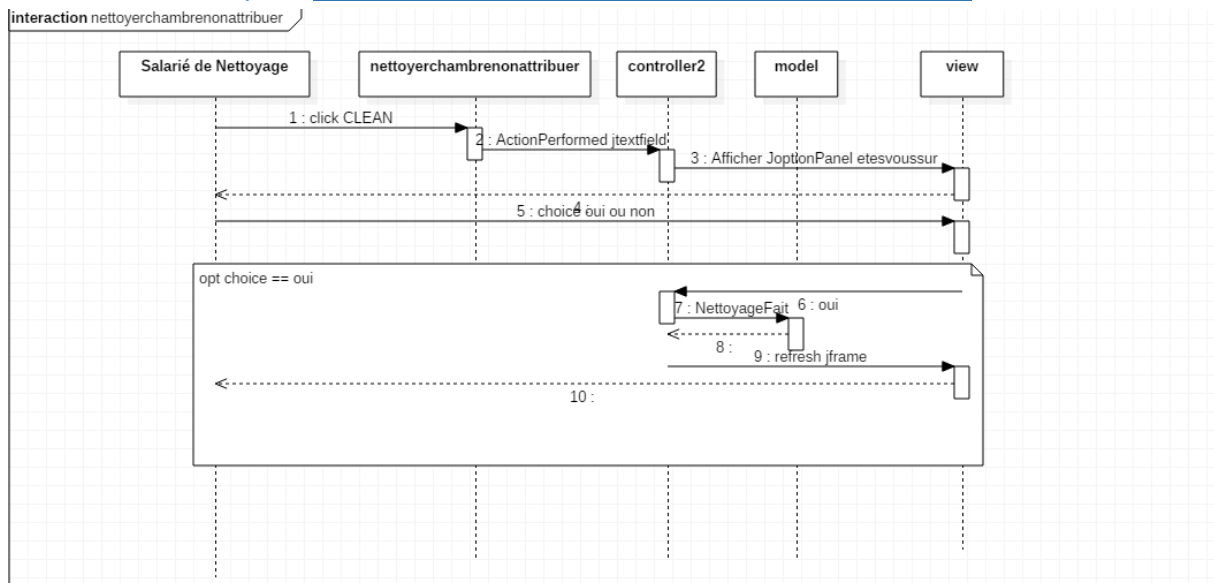 interaction nettoyerchambrenonattribuer
Salarié de Nettoyage
nettoyerchambrenonattribuer
controller2
model
view
1 : click CLEAN
2 : ActionPerformed jtextfield
3 : Afficher JoptionPanel etesvoussur
4 :
5 : choice oui ou non
opt choice == oui
6 : oui
7 : NettoyageFait
8 :
9 : refresh jframe
10 :